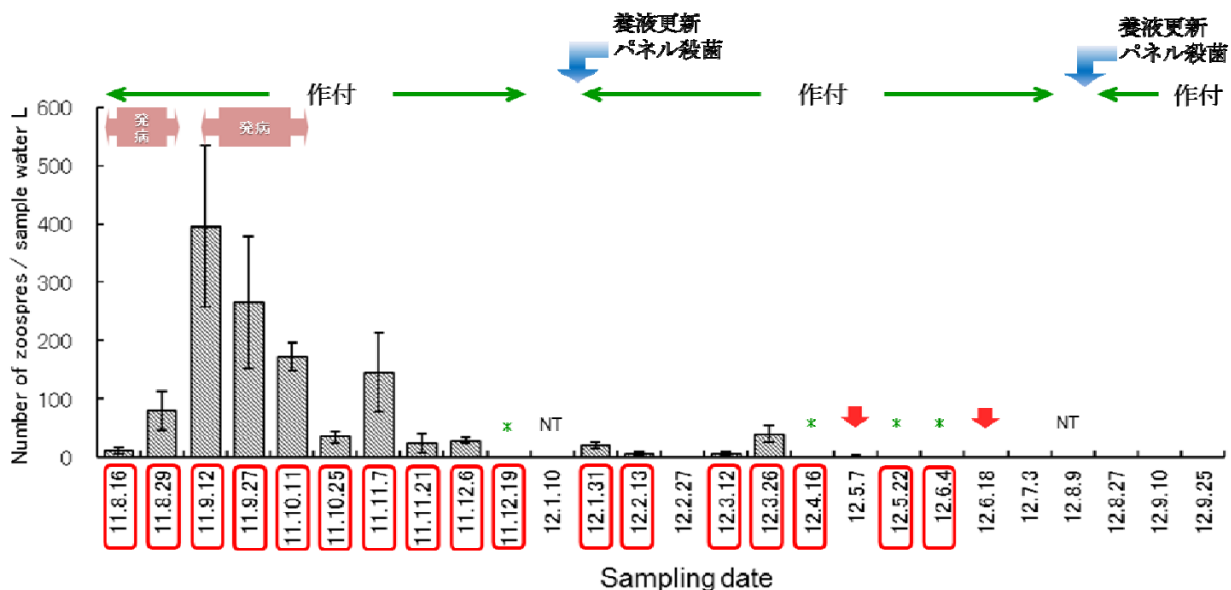 養液更新
パネル殺菌
養液更新
パネル殺菌
作付
作付
作付
発病
発病
Number of zoospres / sample water L
600
500
400
300
200
100
0
*
NT
*
*
*
NT
11.8.16
11.8.29
11.9.12
11.9.27
11.10.11
11.10.25
11.11.7
11.11.21
11.12.6
11.12.19
12.1.10
12.1.31
12.2.13
12.2.27
12.3.12
12.3.26
12.4.16
12.5.7
12.5.22
12.6.4
12.6.18
12.7.3
12.8.9
12.8.27
12.9.10
12.9.25
Sampling date